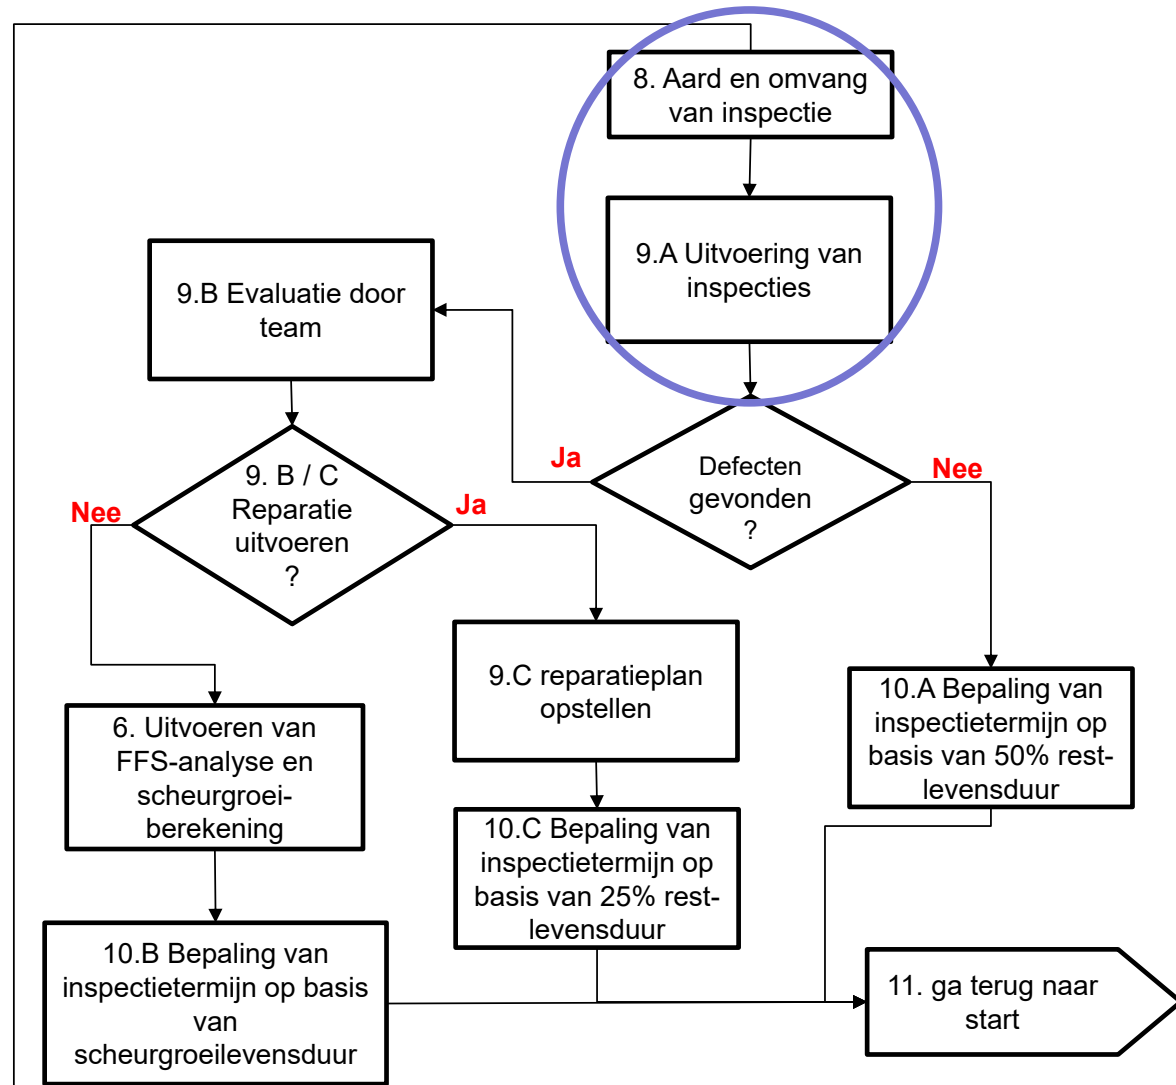 8. Aard en omvang
van inspectie
9.A Uitvoering van
inspecties
9.B Evaluatie door
team
Ja
Defecten
gevonden
?
Nee
9. B / C
Reparatie
uitvoeren
?
Nee
Ja
9.C reparatieplan
opstellen
10.A Bepaling van
inspectietermijn op
basis van 50% rest-
levensduur
6. Uitvoeren van
FFS-analyse en
scheurgroei-
berekening
10.C Bepaling van
inspectietermijn op
basis van 25% rest-
levensduur
10.B Bepaling van
inspectietermijn op basis
van
scheurgroeilevensduur
11. ga terug naar
start